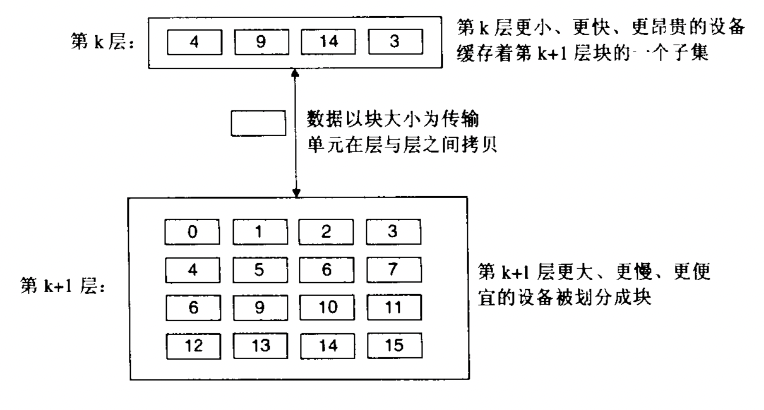 第 k 层：
4 9 14 3
第 k 层更小、更快、更昂贵的设备
缓存着第 k+1 层块的一个子集
数据以块大小为传输
单元在层与层之间拷贝
第 k+1 层：
0 1 2 3
4 5 6 7
6 9 10 11
12 13 14 15
第 k+1 层更大、更慢、更便
宜的设备被划分成块